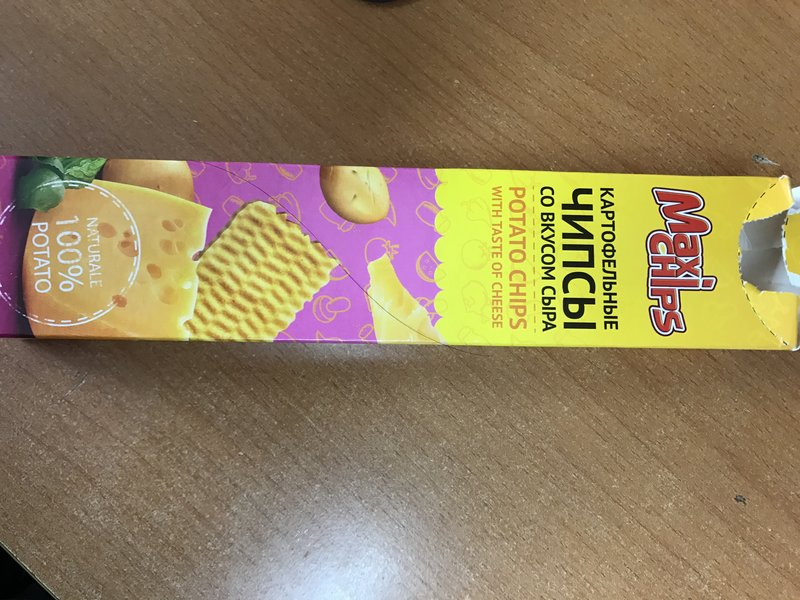 Maxi
CHIPS
КАРТОФЕЛЬНЫЕ
ЧИПСЫ
СО ВКУСОМ СЫРА
POTATO CHIPS
WITH TASTE OF CHEESE
NATURALE
100%
POTATO